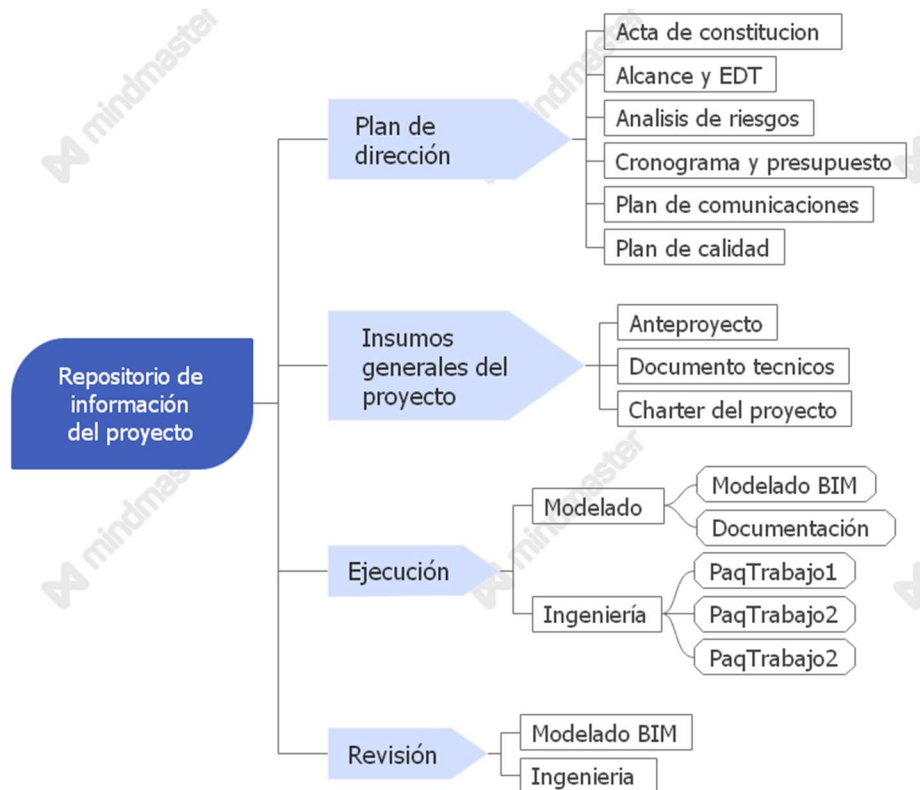 Repositorio de
información
del proyecto
Plan de
dirección
Acta de constitucion
Alcance y EDT
Analisis de riesgos
Cronograma y presupuesto
Plan de comunicaciones
Plan de calidad
Insumos
generales del
proyecto
Anteproyecto
Documento tecnicos
Charter del proyecto
Ejecución
Modelado
Modelado BIM
Documentación
Ingeniería
PaqTrabajo1
PaqTrabajo2
PaqTrabajo2
Revisión
Modelado BIM
Ingenieria
mindmaster
mindmaster
mindmaster
mindmaster